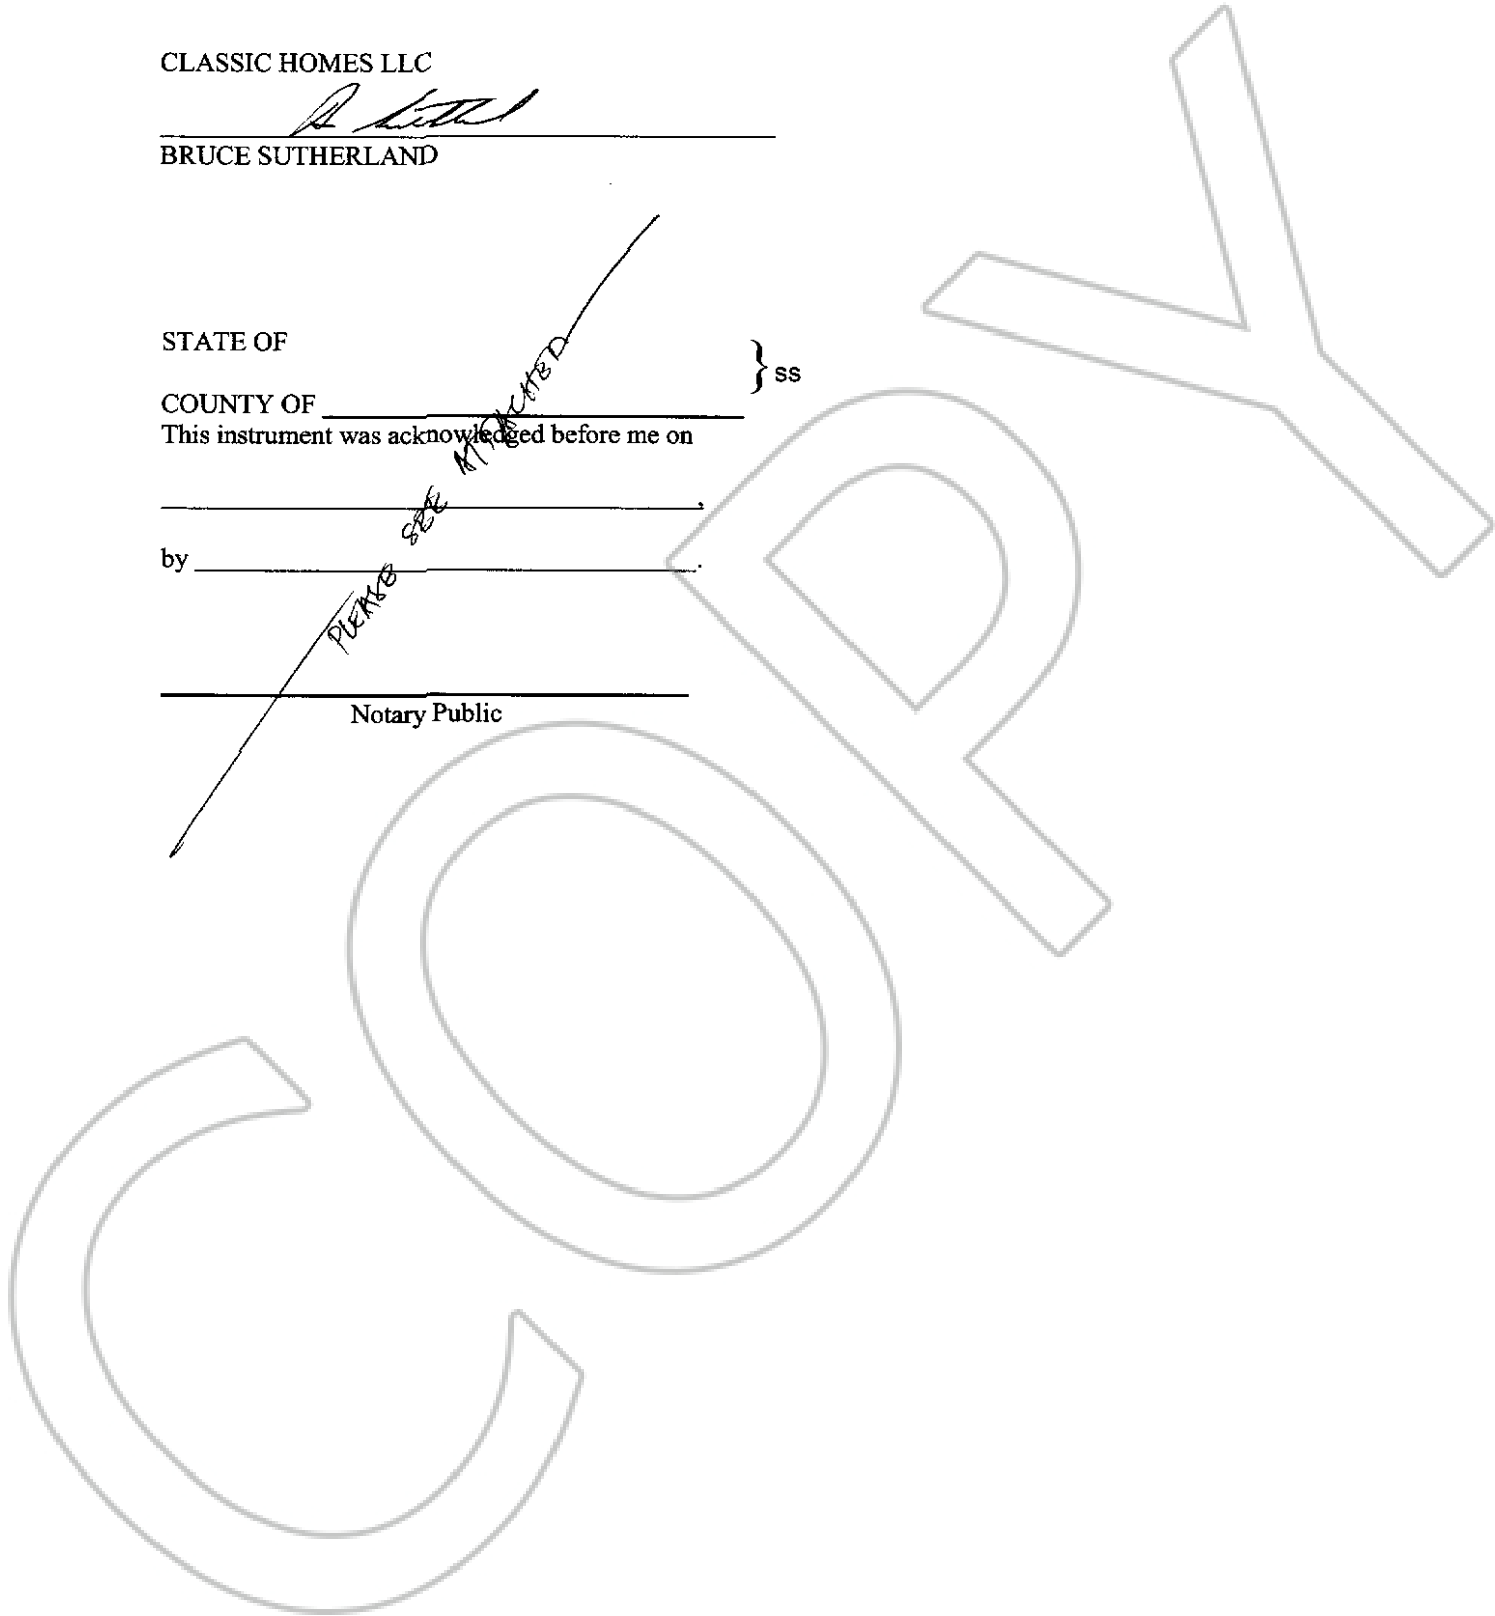 CLASSIC HOMES LLC
BRUCE SUTHERLAND
STATE OF
} ss
COUNTY OF
This instrument was acknowledged before me on
,
by .
PLEASE SEE ATTACHED
Notary Public
COPY